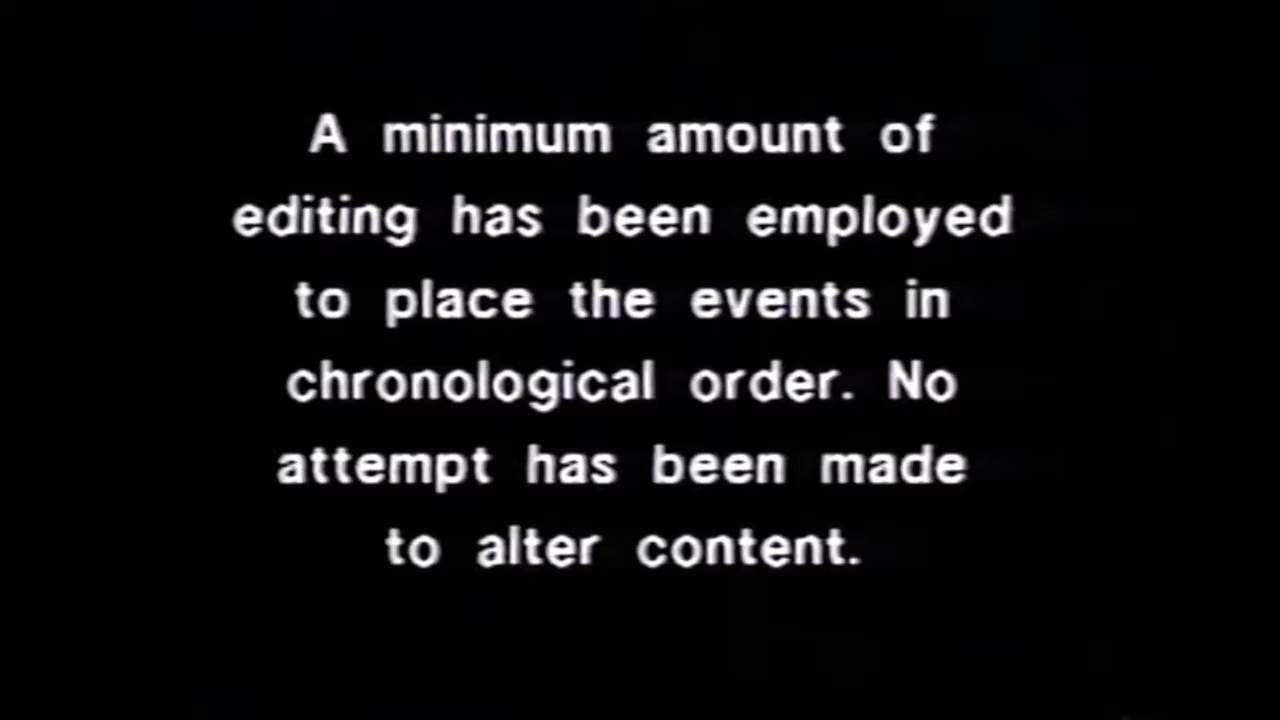 A minimum amount of
editing has been employed
to place the events in
chronological order. No
attempt has been made
to alter content.